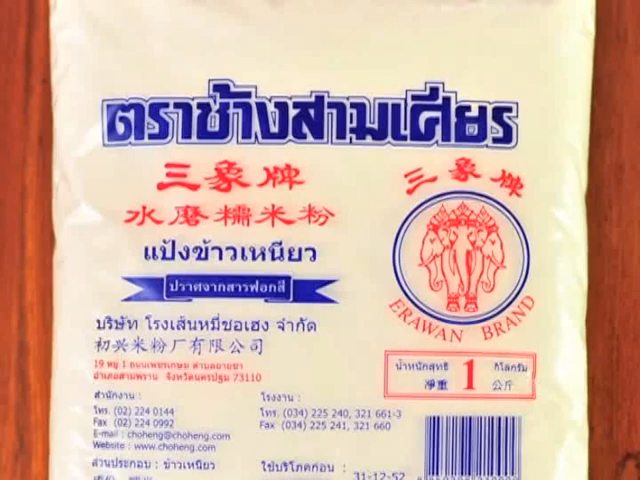 ตราช้างสามเศียร
三象牌
水磨糯米粉
แป้งข้าวเหนียว
ปราศจากสารฟอกสี
三象牌
ERAWAN BRAND
บริษัท โรงเส้นหมี่ชอเฮง จำกัด
初兴米粉厂有限公司
19 หมู่ 1 ถนนเพชรเกษม ตำบลยายชา
อำเภอสามพราน จังหวัดนครปฐม 73110
น้ำหนักสุทธิ 1 กิโลกรัม
淨重 公斤
สำนักงาน :
โทร. (02) 224 0144
Fax (02) 224 0992
E-mail : choheng@choheng.com
Website : www.choheng.com
โรงงาน :
โทร. (034) 225 240, 321 661-3
Fax (034) 225 241, 321 660
ส่วนประกอบ : ข้าวเหนียว
ใช้บริโภคก่อน : 31-12-52